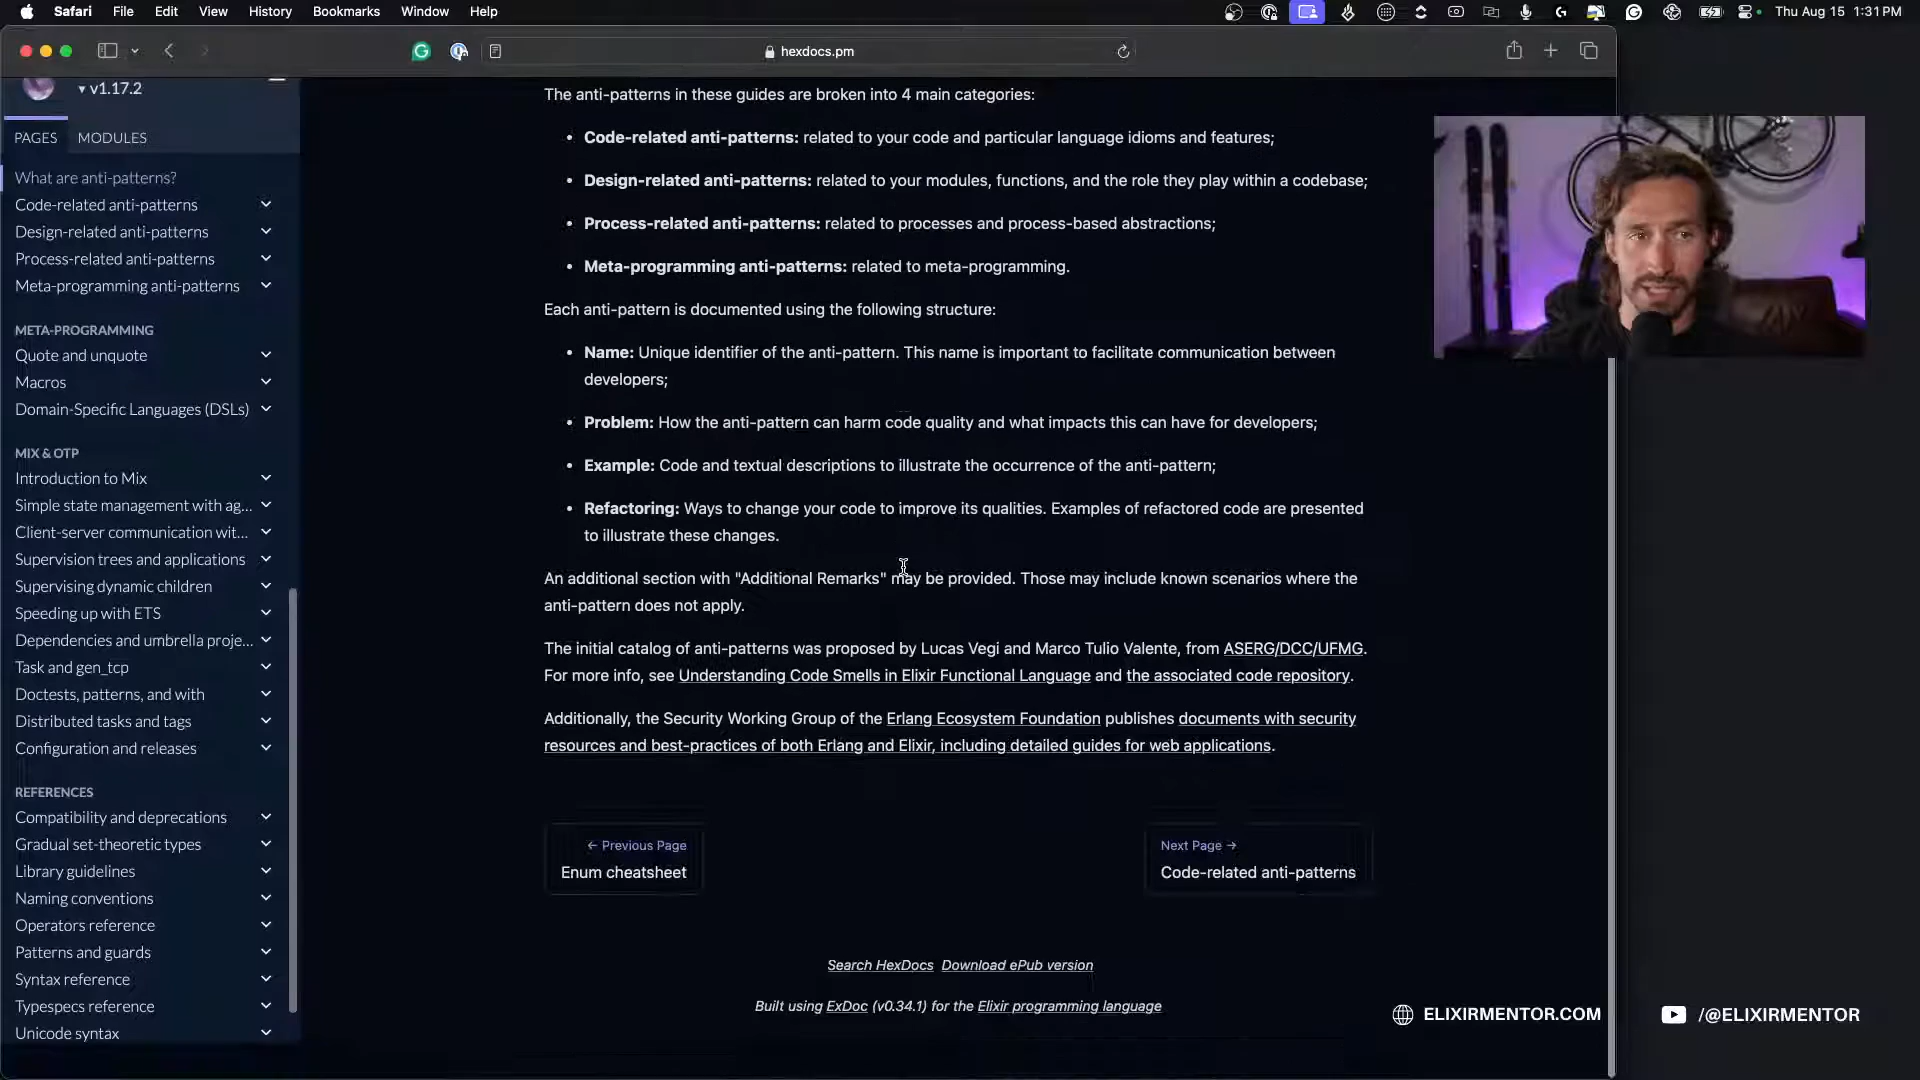 Safari File Edit View History Bookmarks Window Help Thu Aug 15 1:31 PM
hexdocs.pm
v1.17.2
PAGES MODULES
What are anti-patterns?
Code-related anti-patterns
Design-related anti-patterns
Process-related anti-patterns
Meta-programming anti-patterns
META-PROGRAMMING
Quote and unquote
Macros
Domain-Specific Languages (DSLs)
MIX & OTP
Introduction to Mix
Simple state management with ag...
Client-server communication wit...
Supervision trees and applications
Supervising dynamic children
Speeding up with ETS
Dependencies and umbrella proje...
Task and gen_tcp
Doctests, patterns, and with
Distributed tasks and tags
Configuration and releases
REFERENCES
Compatibility and deprecations
Gradual set-theoretic types
Library guidelines
Naming conventions
Operators reference
Patterns and guards
Syntax reference
Typespecs reference
Unicode syntax
The anti-patterns in these guides are broken into 4 main categories:
• Code-related anti-patterns: related to your code and particular language idioms and features;
• Design-related anti-patterns: related to your modules, functions, and the role they play within a codebase;
• Process-related anti-patterns: related to processes and process-based abstractions;
• Meta-programming anti-patterns: related to meta-programming.
Each anti-pattern is documented using the following structure:
• Name: Unique identifier of the anti-pattern. This name is important to facilitate communication between
developers;
• Problem: How the anti-pattern can harm code quality and what impacts this can have for developers;
• Example: Code and textual descriptions to illustrate the occurrence of the anti-pattern;
• Refactoring: Ways to change your code to improve its qualities. Examples of refactored code are presented
to illustrate these changes.
An additional section with "Additional Remarks" may be provided. Those may include known scenarios where the
anti-pattern does not apply.
The initial catalog of anti-patterns was proposed by Lucas Vegi and Marco Tulio Valente, from ASERG/DCC/UFMG.
For more info, see Understanding Code Smells in Elixir Functional Language and the associated code repository.
Additionally, the Security Working Group of the Erlang Ecosystem Foundation publishes documents with security
resources and best-practices of both Erlang and Elixir, including detailed guides for web applications.
← Previous Page
Enum cheatsheet
Next Page →
Code-related anti-patterns
Search HexDocs Download ePub version
Built using ExDoc (v0.34.1) for the Elixir programming language
ELIXIRMENTOR.COM
/@ELIXIRMENTOR